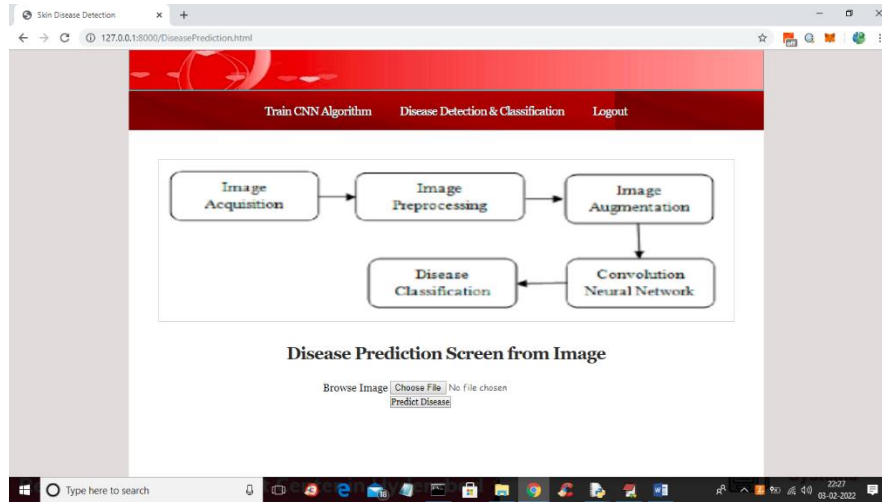 Skin Disease Detection
127.0.0.1:8000/DiseasePrediction.html
Train CNN Algorithm Disease Detection & Classification Logout
Image
Acquisition
Image
Preprocessing
Image
Augmentation
Disease
Classification
Convolution
Neural Network
Disease Prediction Screen from Image
Browse Image Choose File No file chosen
Predict Disease
Type here to search
18
22:27
03-02-2022